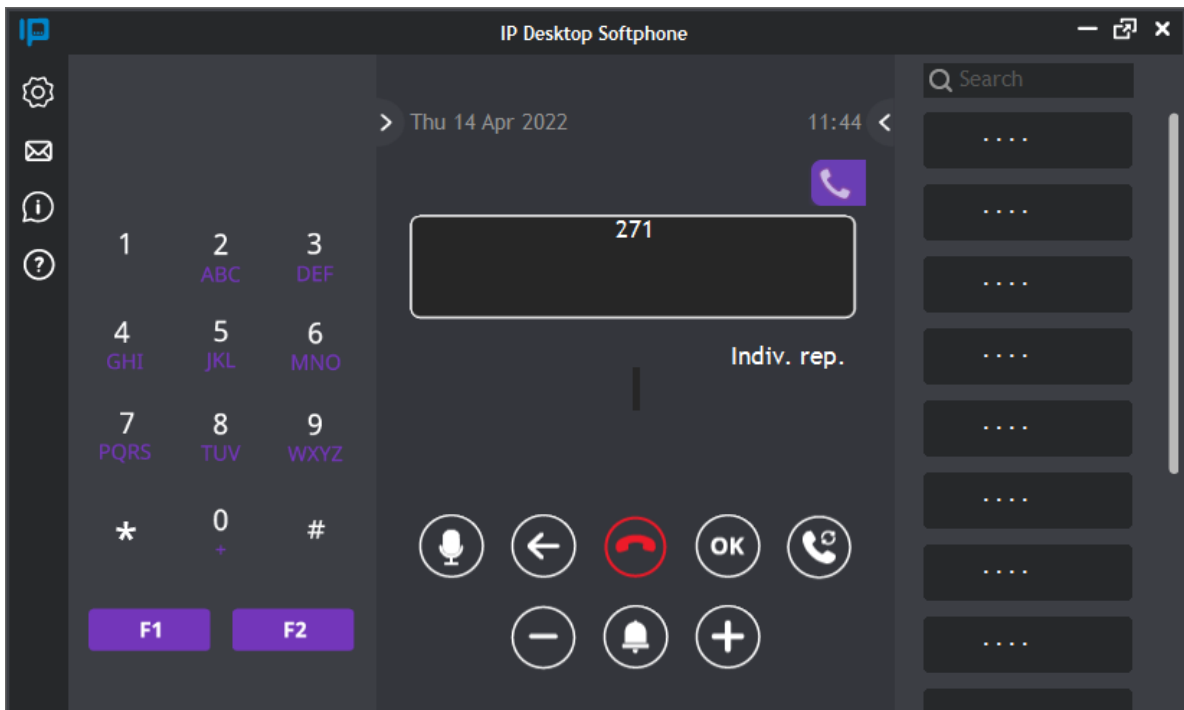 IP
IP Desktop Softphone
Search
Thu 14 Apr 2022
11:44
271
Indiv. rep.
1
2
3
ABC
DEF
4
5
6
GHI
JKL
MNO
7
8
9
PQRS
TUV
WXYZ
*
0
#
+
F1
F2
OK
....
....
....
....
....
....
....
....